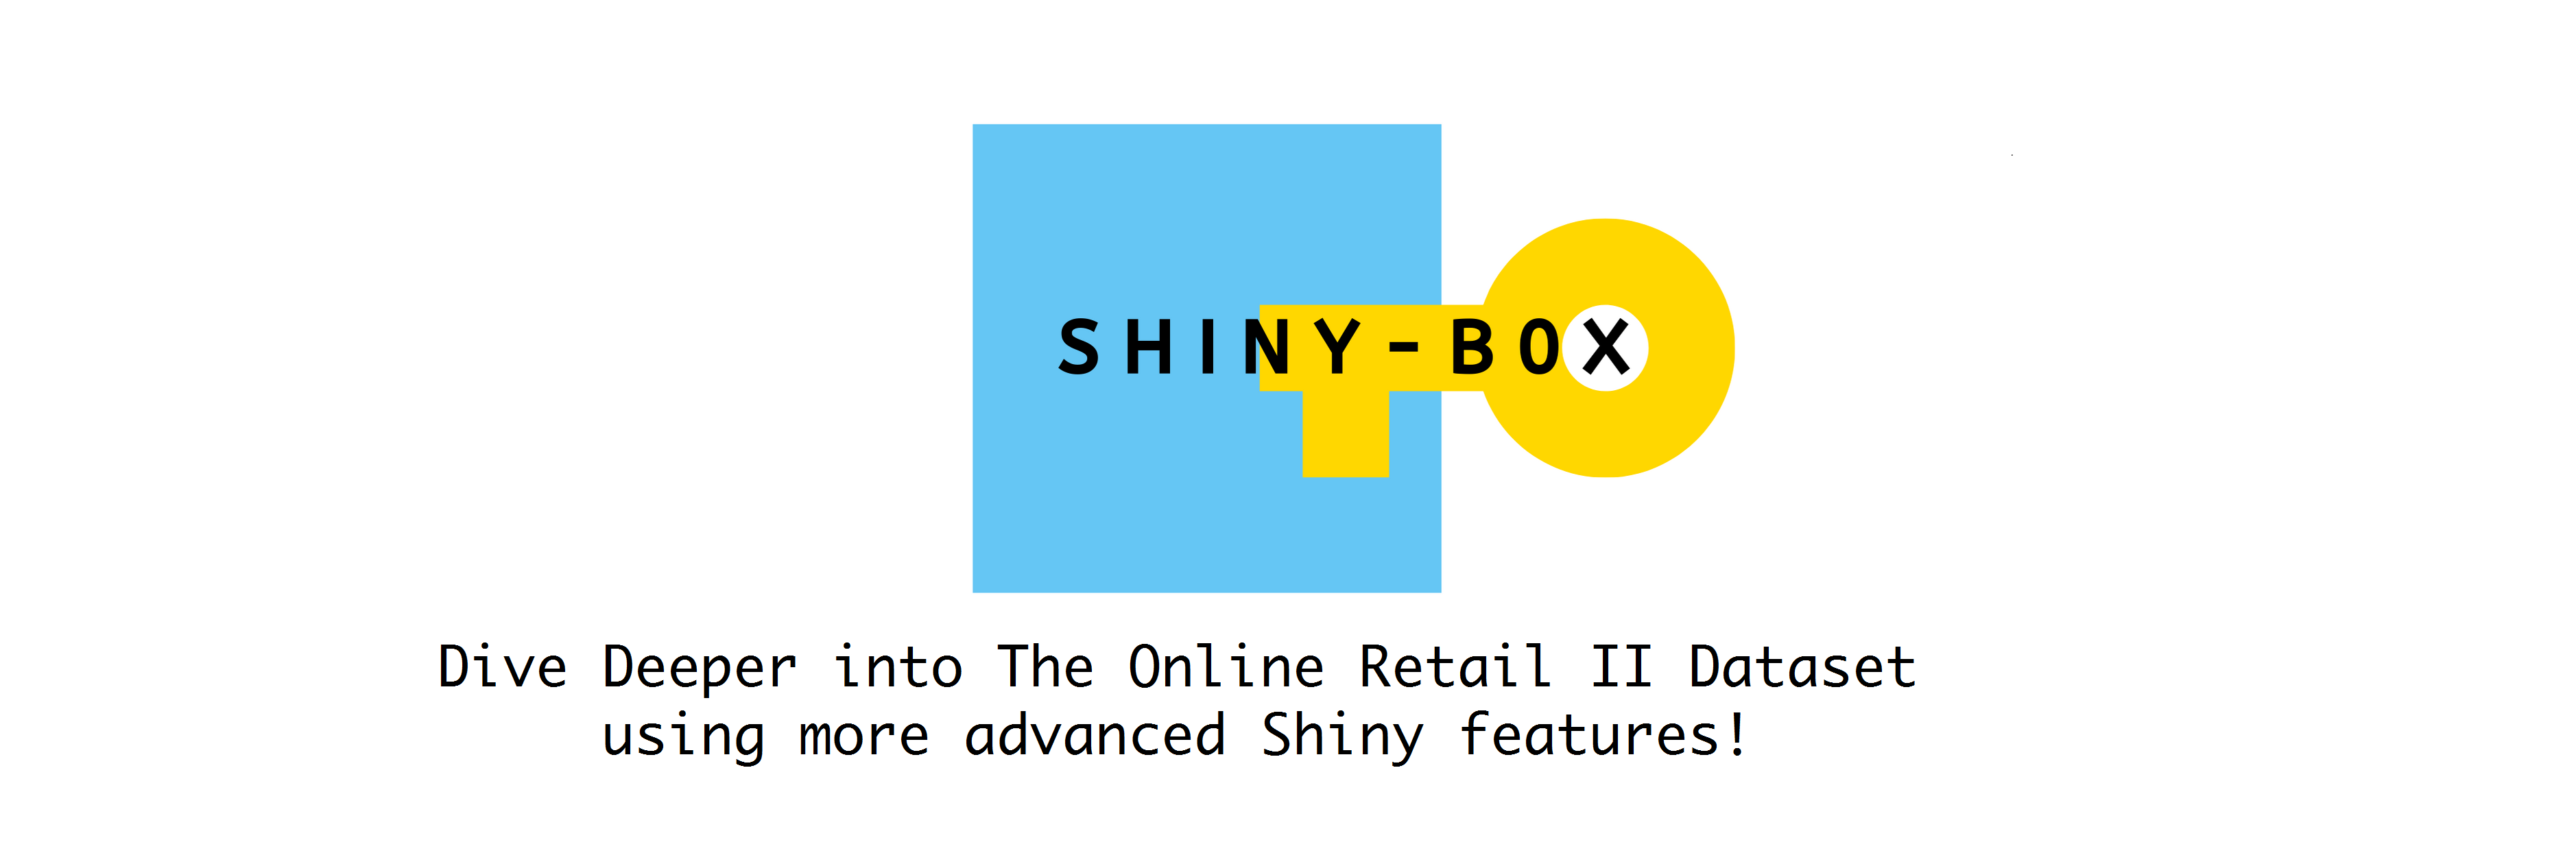 SHINY-BOX
Dive Deeper into The Online Retail II Dataset
using more advanced Shiny features!